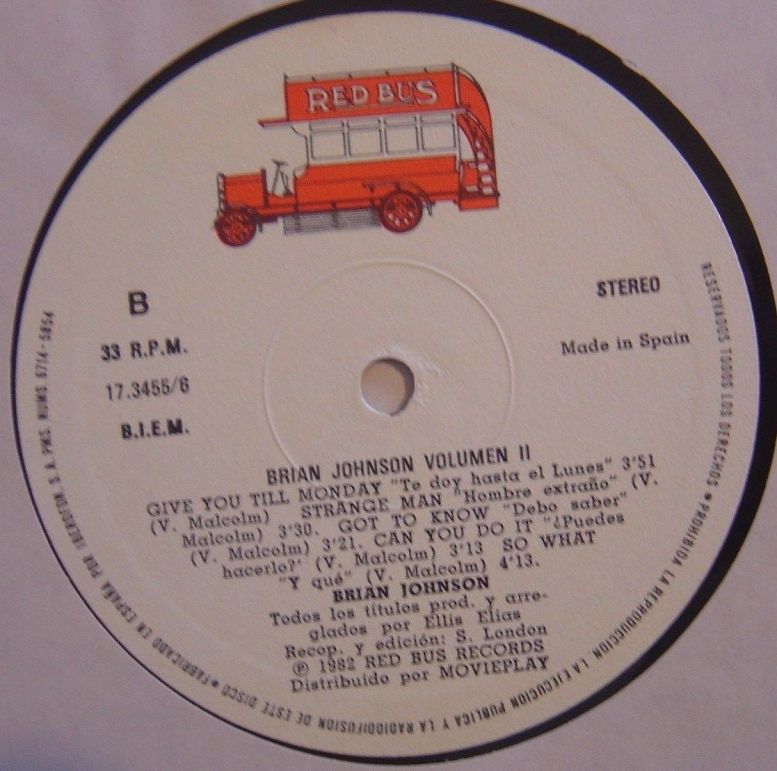 RED BUS
B
STEREO
33 R.P.M.
Made in Spain
17.3455/6
B.I.E.M.
BRIAN JOHNSON VOLUMEN II
GIVE YOU TILL MONDAY "Te doy hasta el Lunes" 3'51
(V. Malcolm) STRANGE MAN "Hombre extraño" (V.
Malcolm) 3'30. GOT TO KNOW "Debo saber"
(V. Malcolm) 3'21. CAN YOU DO IT "¿Puedes
hacerlo?" (V. Malcolm) 3'13 SO WHAT
"Y qué" (V. Malcolm) 4'13.
BRIAN JOHNSON
Todos los títulos prod. y arre-
glados por Ellis Elias
Recop. y edición: S. London
Ⓟ 1982 RED BUS RECORDS
Distribuido por MOVIEPLAY
RESERVADOS TODOS LOS DERECHOS * PROHIBIDA LA REPRODUCCION, LA EJECUCION PUBLICA Y LA RADIODIFUSION DE ESTE DISCO * FABRICADO EN ESPAÑA POR IBEROFON, S. A. PMS. NUMS. 6714-5854